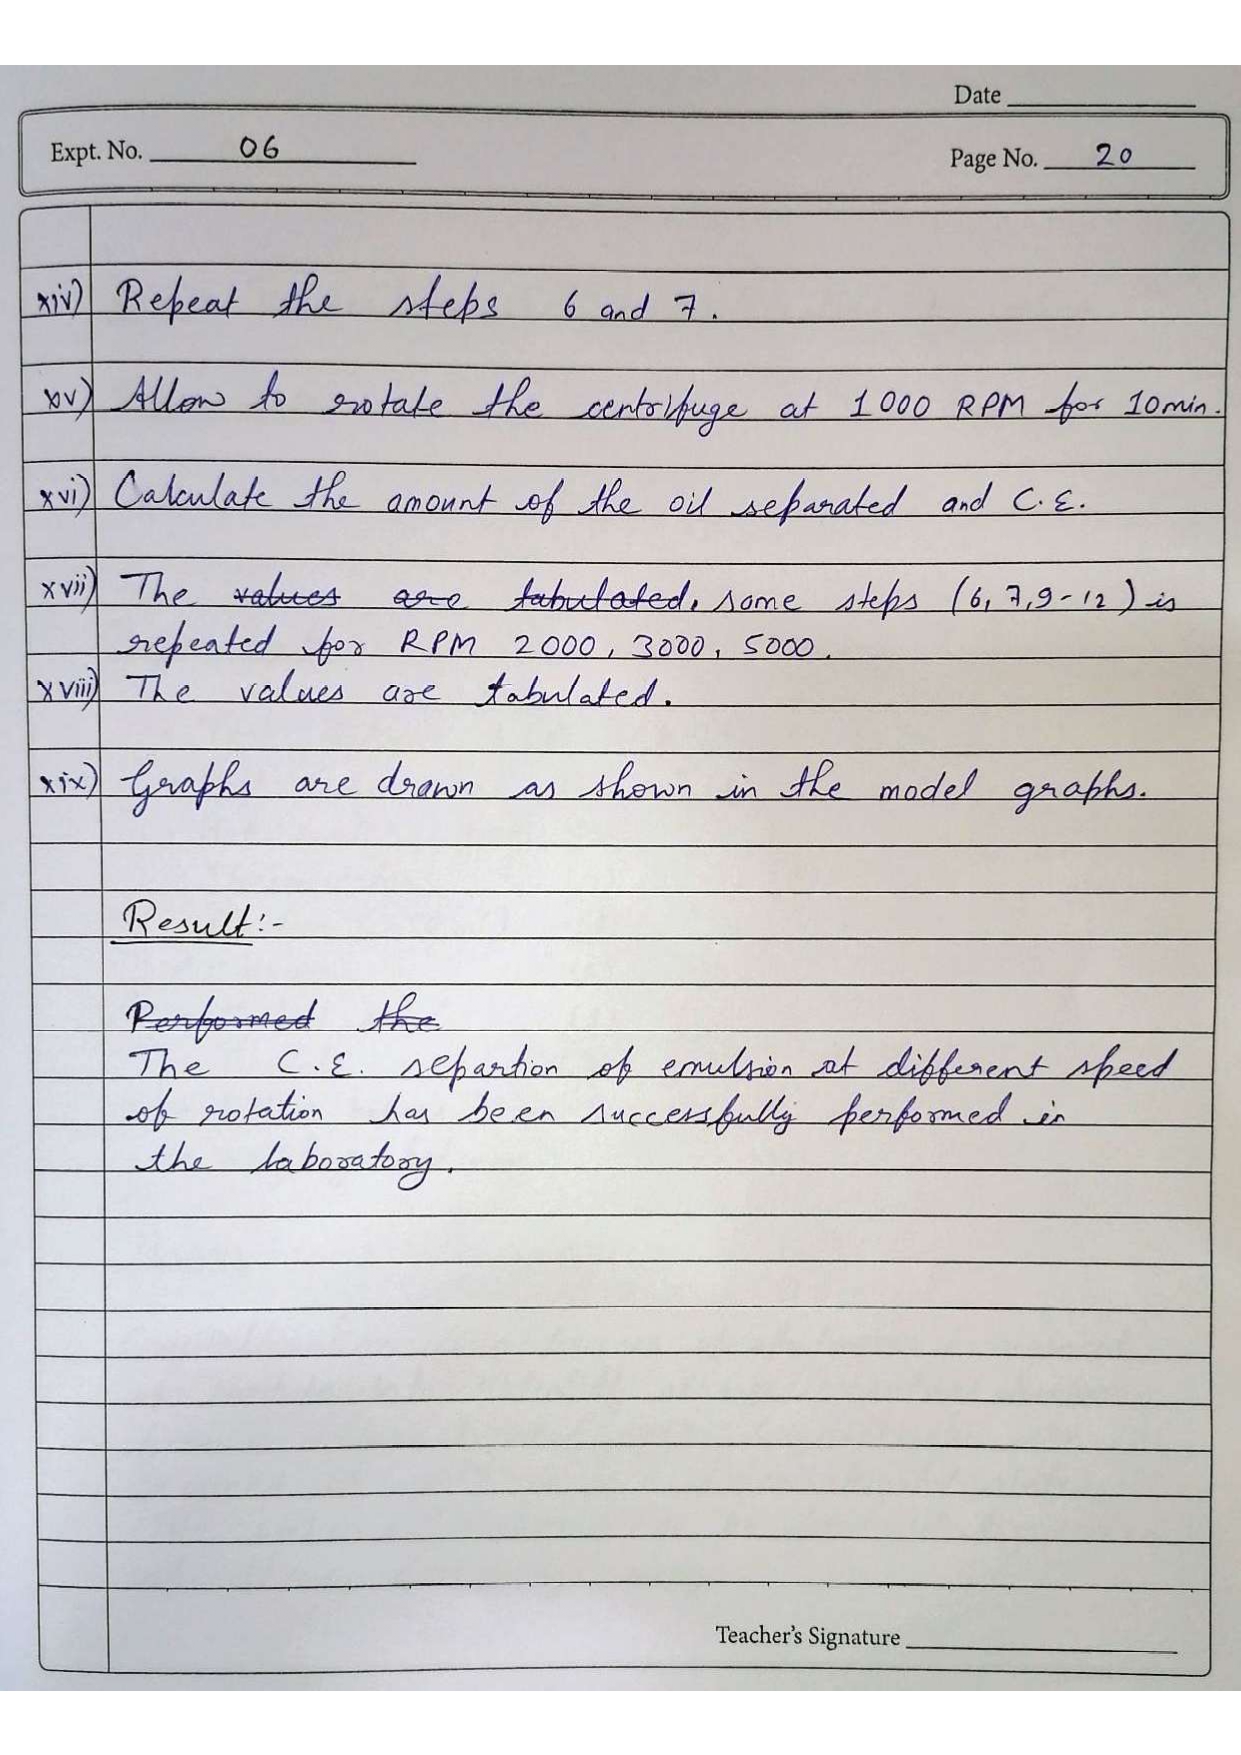 Date
Expt. No. 06
Page No. 20
xiv) Repeat the steps 6 and 7.
xv) Allow to rotate the centrifuge at 1000 RPM for 10min.
xvi) Calculate the amount of the oil separated and C.E.
xvii) The values are tabulated. same steps (6, 7, 9-12) is
repeated for RPM 2000, 3000, 5000.
xviii) The values are tabulated.
xix) Graphs are drawn as shown in the model graphs.
Result:-
Performed the
The C.E. separtion of emulsion at different speed
of rotation has been successfully performed in
the laboratory.
Teacher's Signature